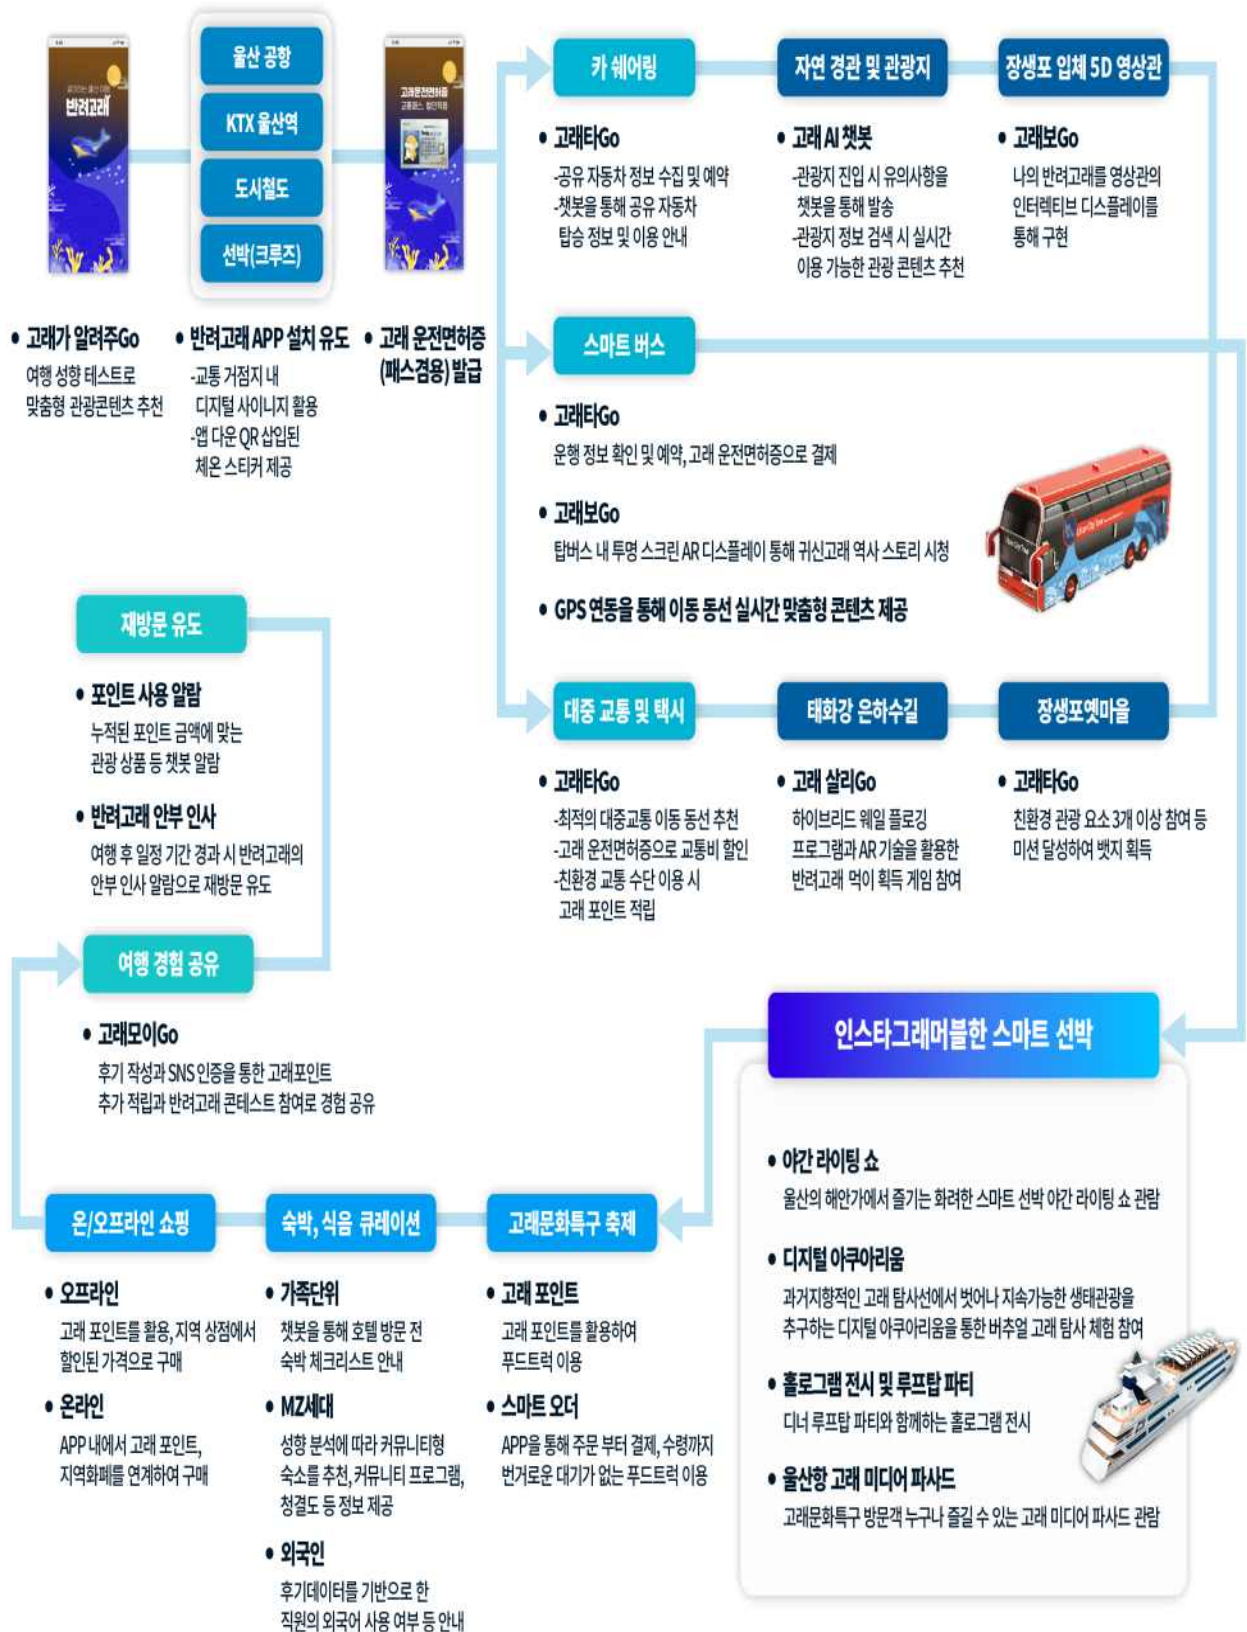 반려고래
울산 공항
KTX 울산역
도시철도
선박(크루즈)
고래운전면허증
• 고래가 알려주Go
여행 성향 테스트로
맞춤형 관광콘텐츠 추천
• 반려고래 APP 설치 유도
-교통 거점지 내
디지털 사이니지 활용
-앱 다운 QR 삽입된
체온 스티커 제공
• 고래 운전면허증
(패스겸용) 발급
카 쉐어링
• 고래타Go
-공유 자동차 정보 수집 및 예약
-챗봇을 통해 공유 자동차
탑승 정보 및 이용 안내
자연 경관 및 관광지
• 고래 AI 챗봇
-관광지 진입 시 유의사항을
챗봇을 통해 발송
-관광지 정보 검색 시 실시간
이용 가능한 관광 콘텐츠 추천
장생포 입체 5D 영상관
• 고래보Go
나의 반려고래를 영상관의
인터렉티브 디스플레이를
통해 구현
스마트 버스
• 고래타Go
운행 정보 확인 및 예약, 고래 운전면허증으로 결제
• 고래보Go
탑버스 내 투명 스크린 AR 디스플레이 통해 귀신고래 역사 스토리 시청
• GPS 연동을 통해 이동 동선 실시간 맞춤형 콘텐츠 제공
대중 교통 및 택시
• 고래타Go
-최적의 대중교통 이동 동선 추천
-고래 운전면허증으로 교통비 할인
-친환경 교통 수단 이용 시
고래 포인트 적립
태화강 은하수길
• 고래 살리Go
하이브리드 웨일 플로깅
프로그램과 AR 기술을 활용한
반려고래 먹이 획득 게임 참여
장생포옛마을
• 고래타Go
친환경 관광 요소 3개 이상 참여 등
미션 달성하여 뱃지 획득
재방문 유도
• 포인트 사용 알람
누적된 포인트 금액에 맞는
관광 상품 등 챗봇 알람
• 반려고래 안부 인사
여행 후 일정 기간 경과 시 반려고래의
안부 인사 알람으로 재방문 유도
여행 경험 공유
• 고래모이Go
후기 작성과 SNS 인증을 통한 고래포인트
추가 적립과 반려고래 콘테스트 참여로 경험 공유
인스타그래머블한 스마트 선박
• 야간 라이팅 쇼
울산의 해안가에서 즐기는 화려한 스마트 선박 야간 라이팅 쇼 관람
• 디지털 아쿠아리움
과거지향적인 고래 탐사선에서 벗어나 지속가능한 생태관광을
추구하는 디지털 아쿠아리움을 통한 버추얼 고래 탐사 체험 참여
• 홀로그램 전시 및 루프탑 파티
디너 루프탑 파티와 함께하는 홀로그램 전시
• 울산항 고래 미디어 파사드
고래문화특구 방문객 누구나 즐길 수 있는 고래 미디어 파사드 관람
온/오프라인 쇼핑
• 오프라인
고래 포인트를 활용, 지역 상점에서
할인된 가격으로 구매
• 온라인
APP 내에서 고래 포인트,
지역화폐를 연계하여 구매
숙박, 식음 큐레이션
• 가족단위
챗봇을 통해 호텔 방문 전
숙박 체크리스트 안내
• MZ세대
성향 분석에 따라 커뮤니티형
숙소를 추천, 커뮤니티 프로그램,
청결도 등 정보 제공
• 외국인
후기데이터를 기반으로 한
직원의 외국어 사용 여부 등 안내
고래문화특구 축제
• 고래 포인트
고래 포인트를 활용하여
푸드트럭 이용
• 스마트 오더
APP을 통해 주문 부터 결제, 수령까지
번거로운 대기가 없는 푸드트럭 이용